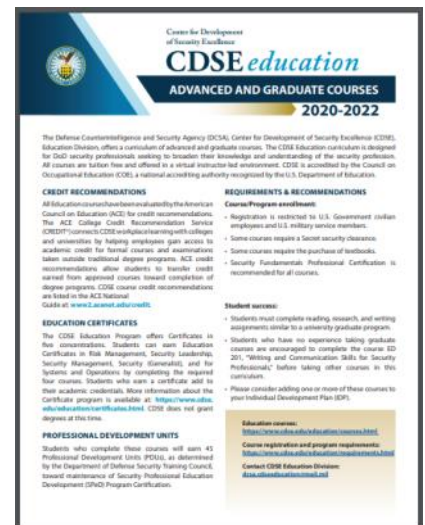 Center for Development
of Security Excellence
CDSE education
ADVANCED AND GRADUATE COURSES
2020-2022
The Defense Counterintelligence and Security Agency (DCSA), Center for Development of Security Excellence (CDSE),
Education Division, offers a curriculum of advanced and graduate courses. The CDSE Education curriculum is designed
for DoD security professionals seeking to broaden their knowledge and understanding of the security profession.
All courses are tuition free and offered in a virtual instructor-led environment. CDSE is accredited by the Council on
Occupational Education (COE), a national accrediting authority recognized by the U.S. Department of Education.
CREDIT RECOMMENDATIONS
All Education courses have been evaluated by the American
Council on Education (ACE) for credit recommendations.
The ACE College Credit Recommendation Service
(CREDIT®) connects CDSE workplace learning with colleges
and universities by helping employees gain access to
academic credit for formal courses and examinations
taken outside traditional degree programs. ACE credit
recommendations allow students to transfer credit
earned from approved courses toward completion of
degree programs. CDSE course credit recommendations
are listed in the ACE National
Guide at: www2.acenet.edu/credit.
EDUCATION CERTIFICATES
The CDSE Education Program offers Certificates in
five concentrations. Students can earn Education
Certificates in Risk Management, Security Leadership,
Security Management, Security (Generalist), and for
Systems and Operations by completing the required
four courses. Students who earn a certificate add to
their academic credentials. More information about the
Certificate program is available at: https://www.cdse.
edu/education/certificates.html. CDSE does not grant
degrees at this time.
PROFESSIONAL DEVELOPMENT UNITS
Students who complete these courses will earn 45
Professional Development Units (PDUs), as determined
by the Department of Defense Security Training Council,
toward maintenance of Security Professional Education
Development (SPeD) Program Certification.
REQUIREMENTS & RECOMMENDATIONS
Course/Program enrollment:
• Registration is restricted to U.S. Government civilian
employees and U.S. military service members.
• Some courses require a Secret security clearance.
• Some courses require the purchase of textbooks.
• Security Fundamentals Professional Certification is
recommended for all courses.
Student success:
• Students must complete reading, research, and writing
assignments similar to a university graduate program.
• Students who have no experience taking graduate
courses are encouraged to complete the course ED
201, "Writing and Communication Skills for Security
Professionals," before taking other courses in this
curriculum.
• Please consider adding one or more of these courses to
your Individual Development Plan (IDP).
Education courses:
https://www.cdse.edu/education/courses.html
Course registration and program requirements:
https://www.cdse.edu/education/requirements.html
Contact CDSE Education Division:
dcsa.cdseeducation@mail.mil